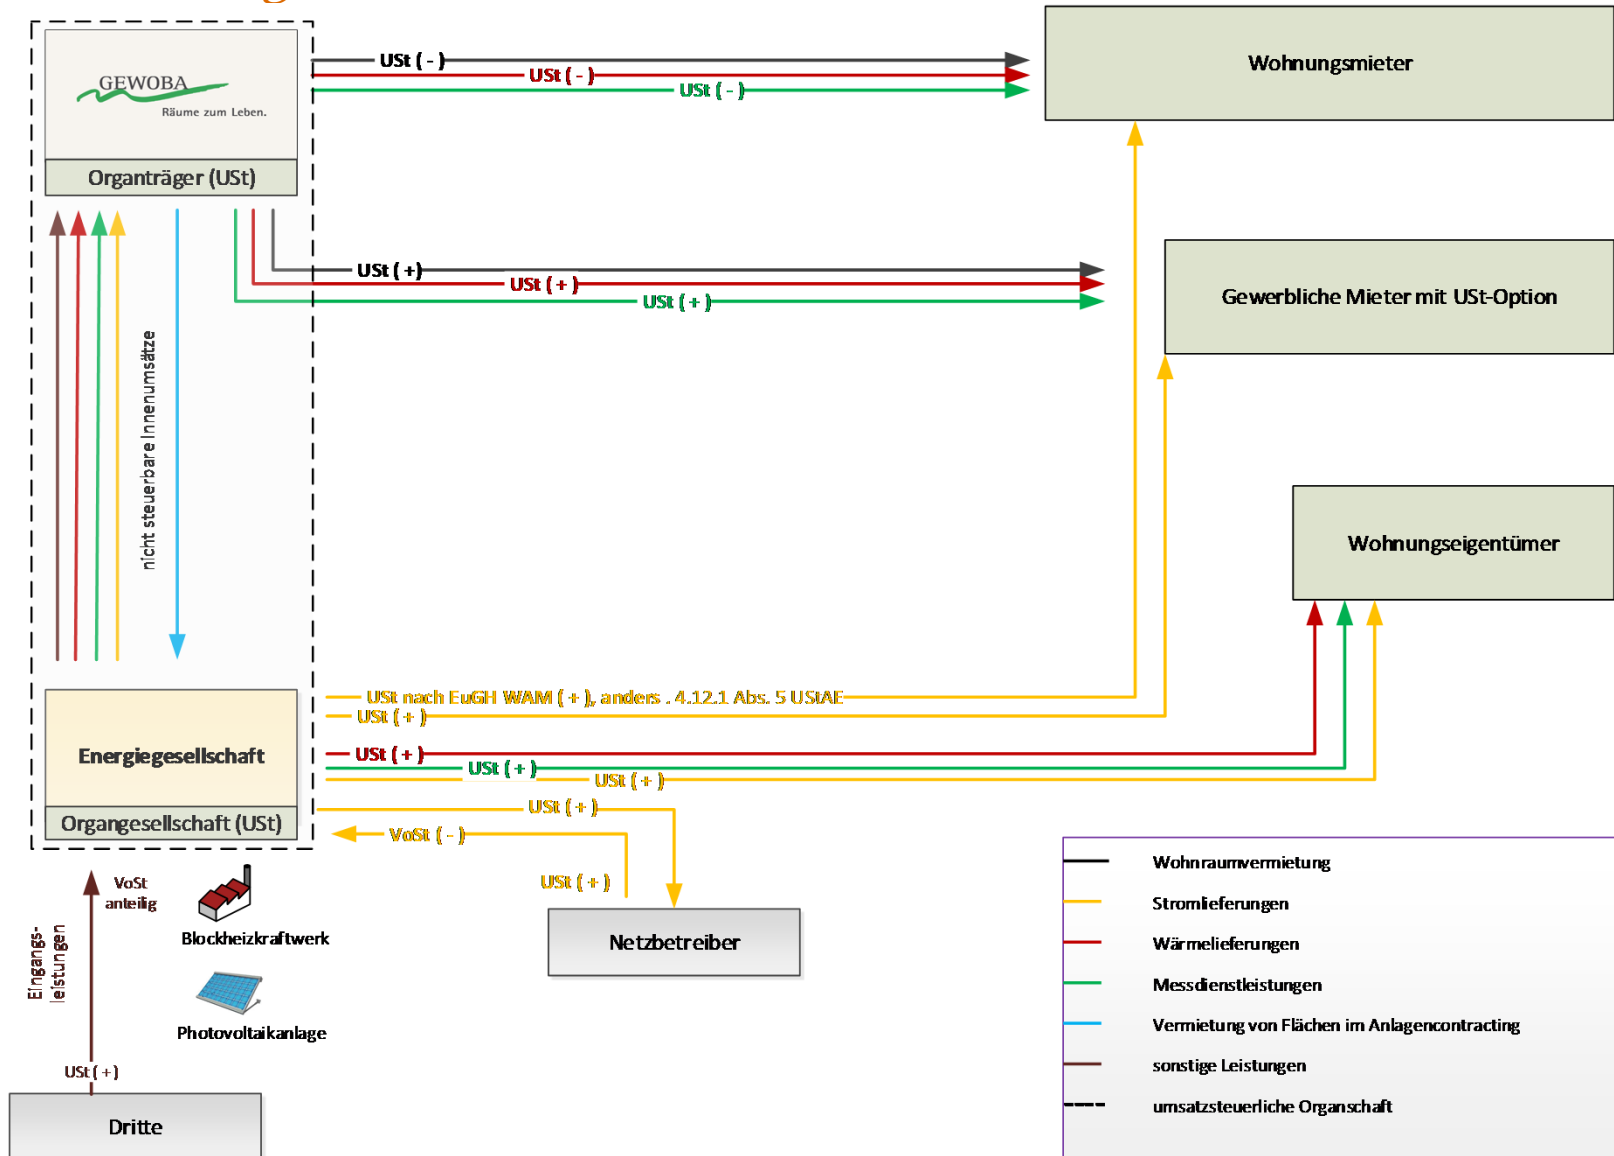 GEWOBA
Räume zum Leben.
Organträger (USt)
USt ( - )
USt ( - )
USt ( - )
Wohnungsmieter
USt ( + )
USt ( + )
USt ( + )
Gewerbliche Mieter mit USt-Option
nicht steuerbare Innenumsätze
Wohnungseigentümer
Energiegesellschaft
Organgesellschaft (USt)
USt nach EuGH WAM ( + ), anders . 4.12.1 Abs. 5 UStAE
USt ( + )
USt ( + )
USt ( + )
USt ( + )
USt ( + )
VoSt ( - )
USt ( + )
Netzbetreiber
VoSt
anteilig
Eingangs-
leistungen
Blockheizkraftwerk
Photovoltaikanlage
USt ( + )
Dritte
Wohnraumvermietung
Stromlieferungen
Wärmelieferungen
Messdienstleistungen
Vermietung von Flächen im Anlagencontracting
sonstige Leistungen
umsatzsteuerliche Organschaft